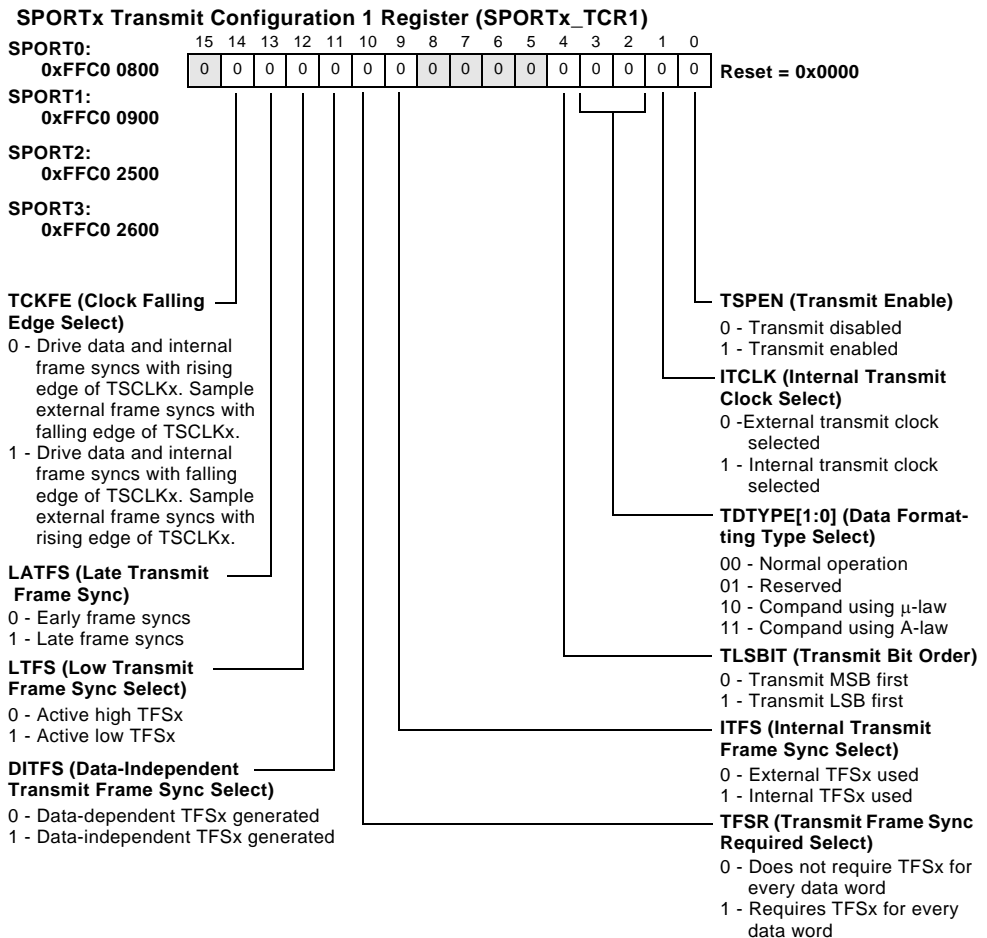 SPORTx Transmit Configuration 1 Register (SPORTx_TCR1)
15 14 13 12 11 10 9 8 7 6 5 4 3 2 1 0
0 0 0 0 0 0 0 0 0 0 0 0 0 0 0 0
Reset = 0x0000
SPORT0:
0xFFC0 0800
SPORT1:
0xFFC0 0900
SPORT2:
0xFFC0 2500
SPORT3:
0xFFC0 2600
TCKFE (Clock Falling
Edge Select)
0 - Drive data and internal
frame syncs with rising
edge of TSCLKx. Sample
external frame syncs with
falling edge of TSCLKx.
1 - Drive data and internal
frame syncs with falling
edge of TSCLKx. Sample
external frame syncs with
rising edge of TSCLKx.
LATFS (Late Transmit
Frame Sync)
0 - Early frame syncs
1 - Late frame syncs
LTFS (Low Transmit
Frame Sync Select)
0 - Active high TFSx
1 - Active low TFSx
DITFS (Data-Independent
Transmit Frame Sync Select)
0 - Data-dependent TFSx generated
1 - Data-independent TFSx generated
TSPEN (Transmit Enable)
0 - Transmit disabled
1 - Transmit enabled
ITCLK (Internal Transmit
Clock Select)
0 -External transmit clock
selected
1 - Internal transmit clock
selected
TDTYPE[1:0] (Data Format-
ting Type Select)
00 - Normal operation
01 - Reserved
10 - Compand using μ-law
11 - Compand using A-law
TLSBIT (Transmit Bit Order)
0 - Transmit MSB first
1 - Transmit LSB first
ITFS (Internal Transmit
Frame Sync Select)
0 - External TFSx used
1 - Internal TFSx used
TFSR (Transmit Frame Sync
Required Select)
0 - Does not require TFSx for
every data word
1 - Requires TFSx for every
data word